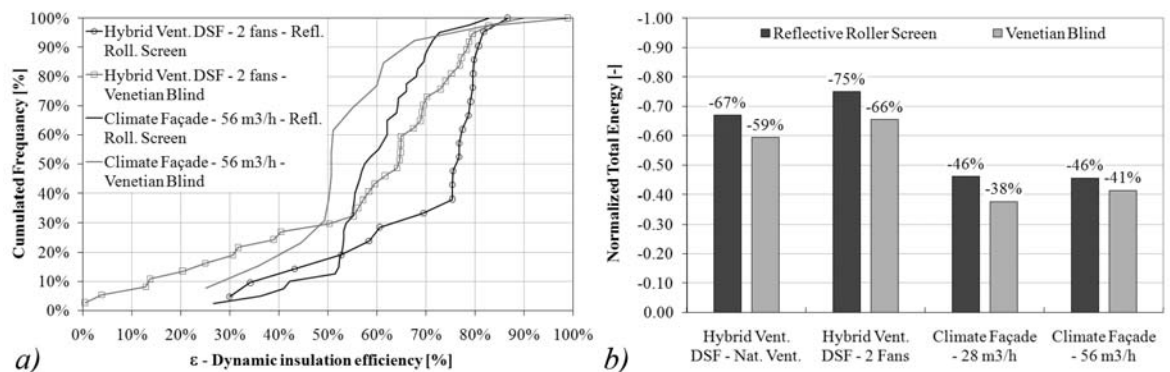 100%
90%
80%
70%
60%
50%
40%
30%
20%
10%
0%
Cumulated Frequancy [%]
Hybrid Vent. DSF - 2 fans - Refl.
Roll. Screen
Hybrid Vent. DSF - 2 fans -
Venetian Blind
Climate Façade - 56 m3/h - Refl.
Roll. Screen
Climate Façade - 56 m3/h -
Venetian Blind
0% 10% 20% 30% 40% 50% 60% 70% 80% 90% 100%
ε - Dynamic insulation efficiency [%]
a)
-1.00
-0.90
-0.80
-0.70
-0.60
-0.50
-0.40
-0.30
-0.20
-0.10
0.00
Normalized Total Energy [-]
Reflective Roller Screen Venetian Blind
-67% -59% -75% -66% -46% -38% -46% -41%
Hybrid Vent. Hybrid Vent. Climate Façade Climate Façade
DSF - Nat. Vent. DSF - 2 Fans - 28 m3/h - 56 m3/h
b)